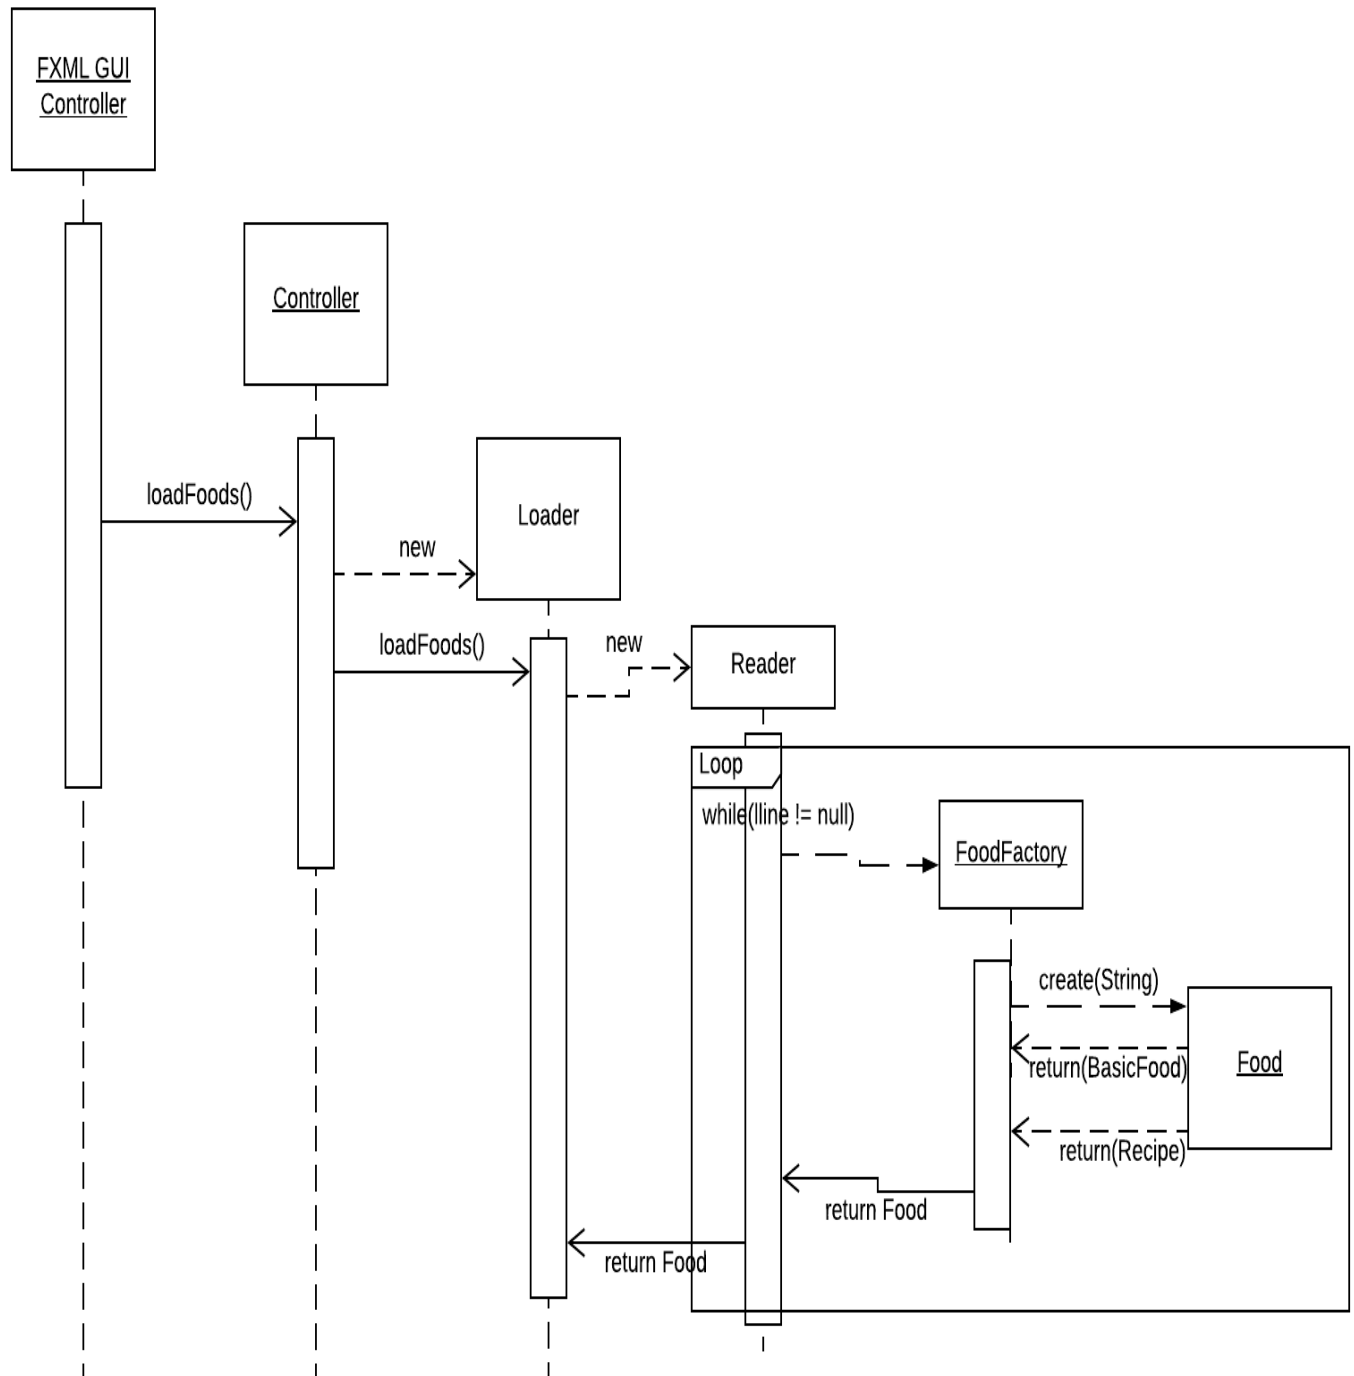 FXML GUI
Controller
Controller
loadFoods()
Loader
new
loadFoods()
new
Reader
Loop
while(lline != null)
FoodFactory
create(String)
return(BasicFood)
Food
return(Recipe)
return Food
return Food